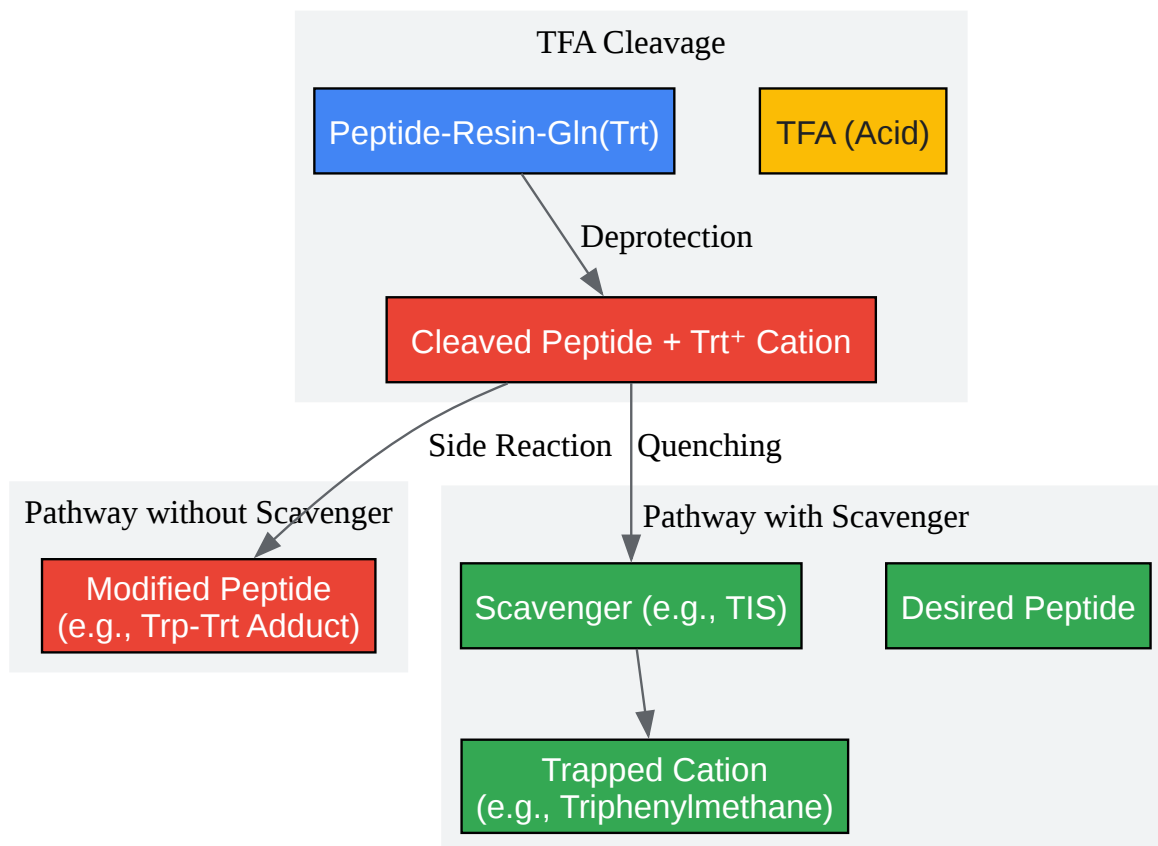 TFA Cleavage
Peptide-Resin-Gln(Trt)
TFA (Acid)
Deprotection
Cleaved Peptide + Trt⁺ Cation
Side Reaction
Quenching
Pathway without Scavenger
Pathway with Scavenger
Modified Peptide
(e.g., Trp-Trt Adduct)
Scavenger (e.g., TIS)
Desired Peptide
Trapped Cation
(e.g., Triphenylmethane)